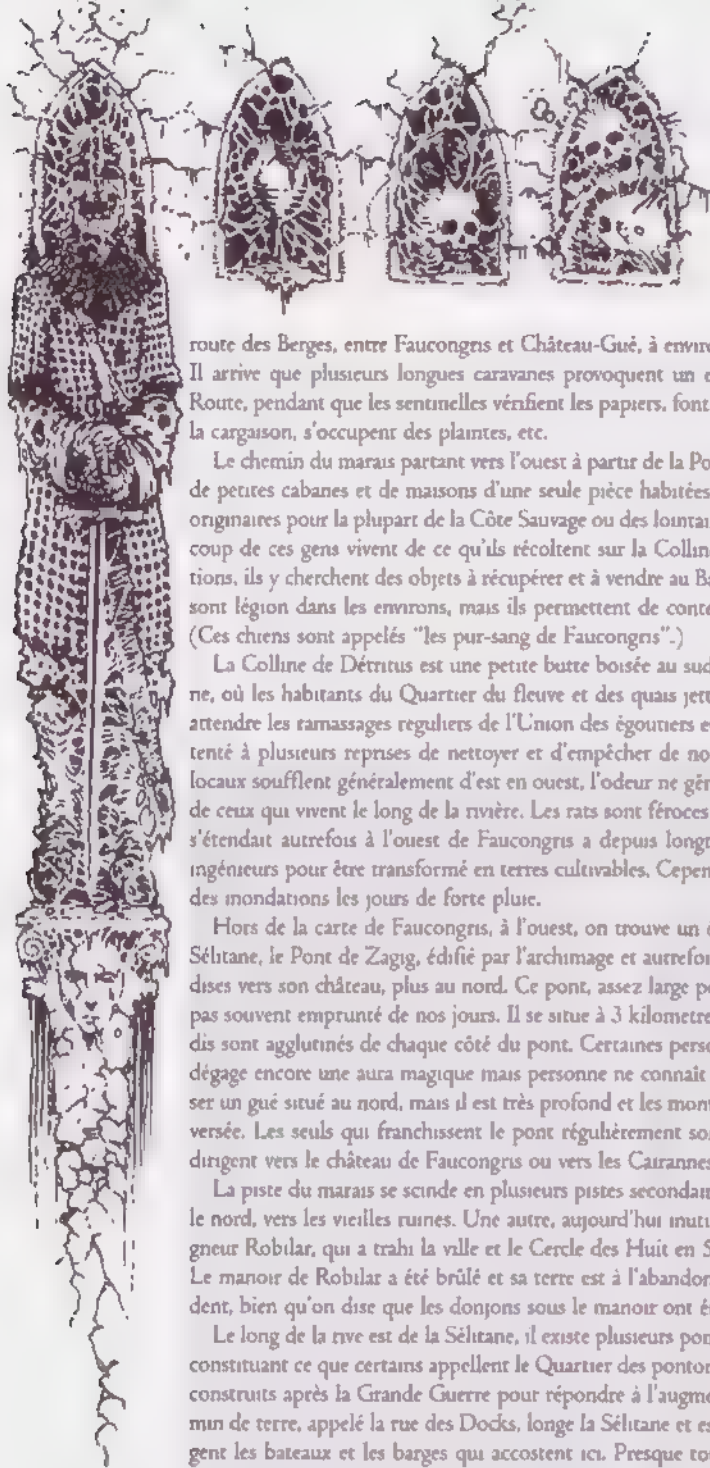 route des Berges, entre Faucongris et Château-Gué, à enviro
Il arrive que plusieurs longues caravanes provoquent un e
Route, pendant que les sentinelles vérifient les papiers, font
la cargaison, s'occupent des plaintes, etc.
Le chemin du marais partant vers l'ouest à partir de la Po
de petites cabanes et de maisons d'une seule pièce habitées
originaires pour la plupart de la Côte Sauvage ou des lointai
coup de ces gens vivent de ce qu'ils récoltent sur la Collin
tions, ils y cherchent des objets à récupérer et à vendre au Ba
sont légion dans les environs, mais ils permettent de conte
(Ces chiens sont appelés "les pur-sang de Faucongris".)
La Colline de Détritus est une petite butte boisée au sud
ne, où les habitants du Quartier du fleuve et des quais jett
attendre les ramassages reguliers de l'Union des égoutiers e
tenté à plusieurs reprises de nettoyer et d'empêcher de no
locaux soufflent généralement d'est en ouest, l'odeur ne gên
de ceux qui vivent le long de la rivière. Les rats sont féroces
s'étendait autrefois à l'ouest de Faucongris a depuis longt
ingénieurs pour être transformé en terres cultivables. Cepen
des inondations les jours de forte pluie.
Hors de la carte de Faucongris, à l'ouest, on trouve un é
Sélitane, le Pont de Zagig, édifié par l'archimage et autrefoi
dises vers son château, plus au nord. Ce pont, assez large po
pas souvent emprunté de nos jours. Il se situe à 3 kilometre
dis sont agglutinés de chaque côté du pont. Certaines perso
dégage encore une aura magique mais personne ne connaît
ser un gué situé au nord, mais il est très profond et les mont
versée. Les seuls qui franchissent le pont régulièrement so
dirigent vers le château de Faucongris ou vers les Cairannes
La piste du marais se scinde en plusieurs pistes secondair
le nord, vers les vieilles ruines. Une autre, aujourd'hui inuti
gneur Robilar, qui a trahi la ville et le Cercle des Huit en 5
Le manoir de Robilar a été brûlé et sa terre est à l'abandon
dent, bien qu'on dise que les donjons sous le manoir ont é
Le long de la rive est de la Sélitane, il existe plusieurs pon
constituant ce que certains appellent le Quartier des ponton
construits après la Grande Guerre pour répondre à l'augme
min de terre, appelé la rue des Docks, longe la Sélitane et es
gent les bateaux et les barges qui accostent ici. Presque to